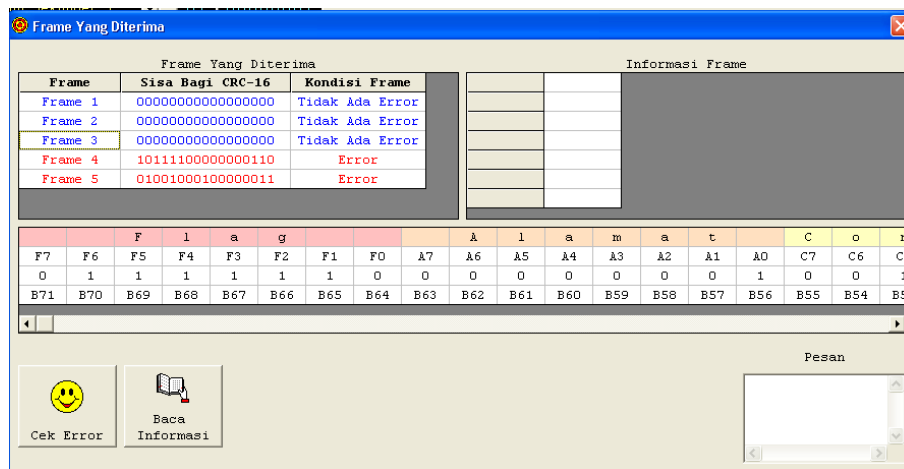 Frame Yang Diterima
Frame Yang Diterima
Informasi Frame
Frame Sisa Bagi CRC-16 Kondisi Frame
Frame 1 0000000000000000 Tidak Ada Error
Frame 2 0000000000000000 Tidak Ada Error
Frame 3 0000000000000000 Tidak Ada Error
Frame 4 1011110000000110 Error
Frame 5 0100100010000011 Error
F l a g A l a m a t C o
F7 F6 F5 F4 F3 F2 F1 F0 A7 A6 A5 A4 A3 A2 A1 A0 C7 C6
0 1 1 1 1 1 1 0 0 0 0 0 0 0 0 1 0 0
B71 B70 B69 B68 B67 B66 B65 B64 B63 B62 B61 B60 B59 B58 B57 B56 B55 B54
Pesan
Cek Error
Baca
Informasi